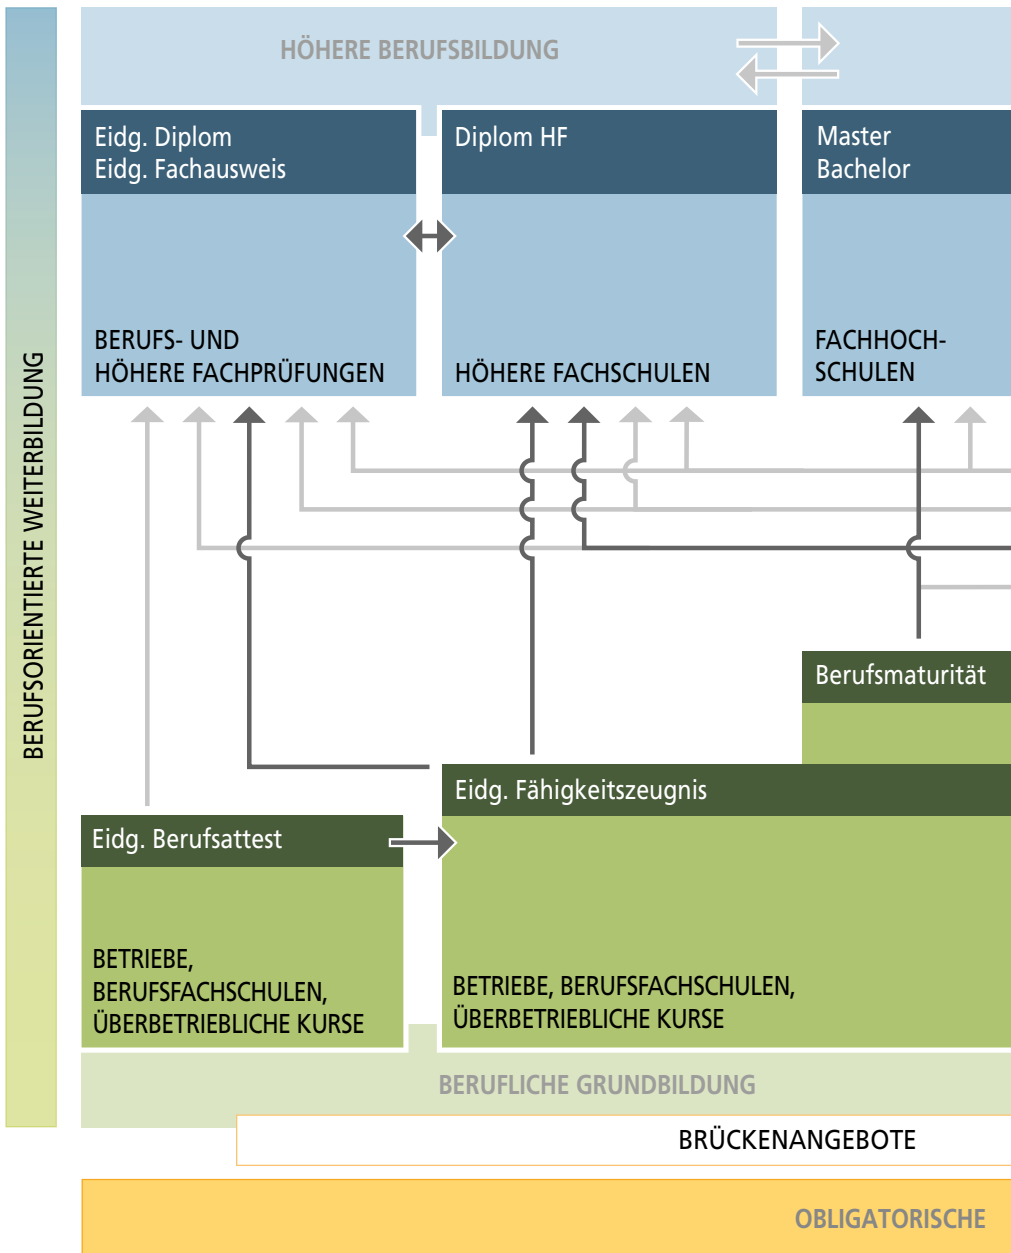 HÖHERE BERUFSBILDUNG
Eidg. Diplom
Eidg. Fachausweis
Diplom HF
Master
Bachelor
BERUFS- UND
HÖHERE FACHPRÜFUNGEN
HÖHERE FACHSCHULEN
FACHHOCH-
SCHULEN
BERUFSORIENTIERTE WEITERBILDUNG
Berufsmaturität
Eidg. Fähigkeitszeugnis
Eidg. Berufsattest
BETRIEBE,
BERUFSFACHSCHULEN,
ÜBERBETRIEBLICHE KURSE
BETRIEBE, BERUFSFACHSCHULEN,
ÜBERBETRIEBLICHE KURSE
BERUFLICHE GRUNDBILDUNG
BRÜCKENANGEBOTE
OBLIGATORISCHE